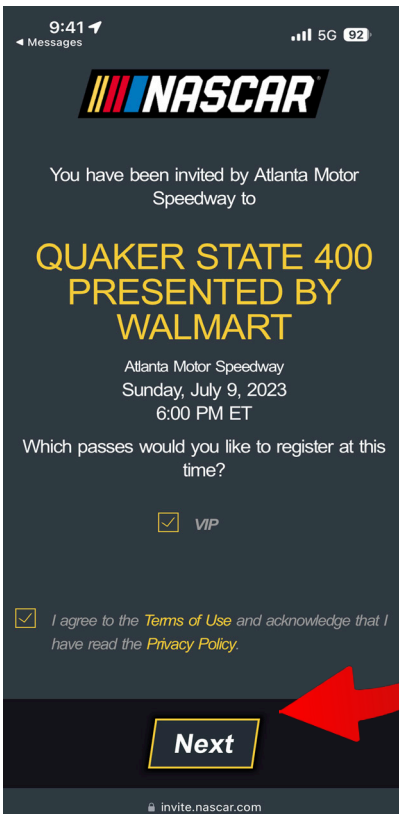 9:41
5G 92
Messages
NASCAR
You have been invited by Atlanta Motor
Speedway to
QUAKER STATE 400
PRESENTED BY
WALMART
Atlanta Motor Speedway
Sunday, July 9, 2023
6:00 PM ET
Which passes would you like to register at this
time?
VIP
I agree to the Terms of Use and acknowledge that I
have read the Privacy Policy.
Next
invite.nascar.com